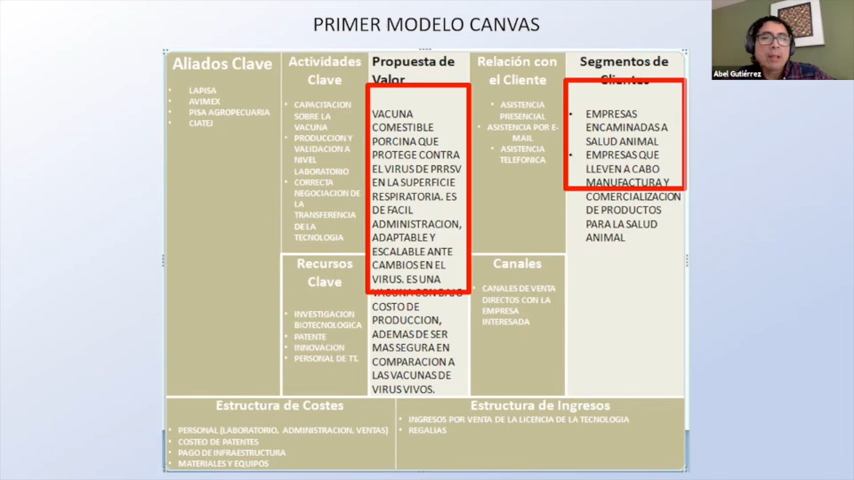 PRIMER MODELO CANVAS
Abel Gutiérrez
Aliados Clave
• LAPISA
• AVIMEX
• PISA AGROPECUARIA
• CIATEJ
Actividades
Clave
• CAPACITACION
SOBRE LA
VACUNA
• PRODUCCION Y
VALIDACION A
NIVEL
LABORATORIO
• CORRECTA
NEGOCIACION DE
LA
TRANSFERENCIA
DE LA
TECNOLOGIA
Recursos
Clave
• INVESTIGACION
BIOTECNOLOGICA
• PATENTE
• INNOVACION
• PERSONAL DE TT.
Propuesta de
Valor
VACUNA
COMESTIBLE
PORCINA QUE
PROTEGE CONTRA
EL VIRUS DE PRRSV
EN LA SUPERFICIE
RESPIRATORIA. ES
DE FACIL
ADMINISTRACION,
ADAPTABLE Y
ESCALABLE ANTE
CAMBIOS EN EL
VIRUS. ES UNA
VACUNA CON BAJO
COSTO DE
PRODUCCION,
ADEMAS DE SER
MAS SEGURA EN
COMPARACION A
LAS VACUNAS DE
VIRUS VIVOS.
Relación con
el Cliente
• ASISTENCIA
PRESENCIAL
• ASISTENCIA POR E-
MAIL
• ASISTENCIA
TELEFONICA
Canales
• CANALES DE VENTA
DIRECTOS CON LA
EMPRESA
INTERESADA
Segmentos de
Clientes
• EMPRESAS
ENCAMINADAS A
SALUD ANIMAL
• EMPRESAS QUE
LLEVEN A CABO
MANUFACTURA Y
COMERCIALIZACION
DE PRODUCTOS
PARA LA SALUD
ANIMAL
Estructura de Costes
• PERSONAL (LABORATORIO, ADMINISTRACION, VENTAS)
• COSTEO DE PATENTES
• PAGO DE INFRAESTRUCTURA
• MATERIALES Y EQUIPOS
Estructura de Ingresos
• INGRESOS POR VENTA DE LA LICENCIA DE LA TECNOLOGIA
• REGALIAS